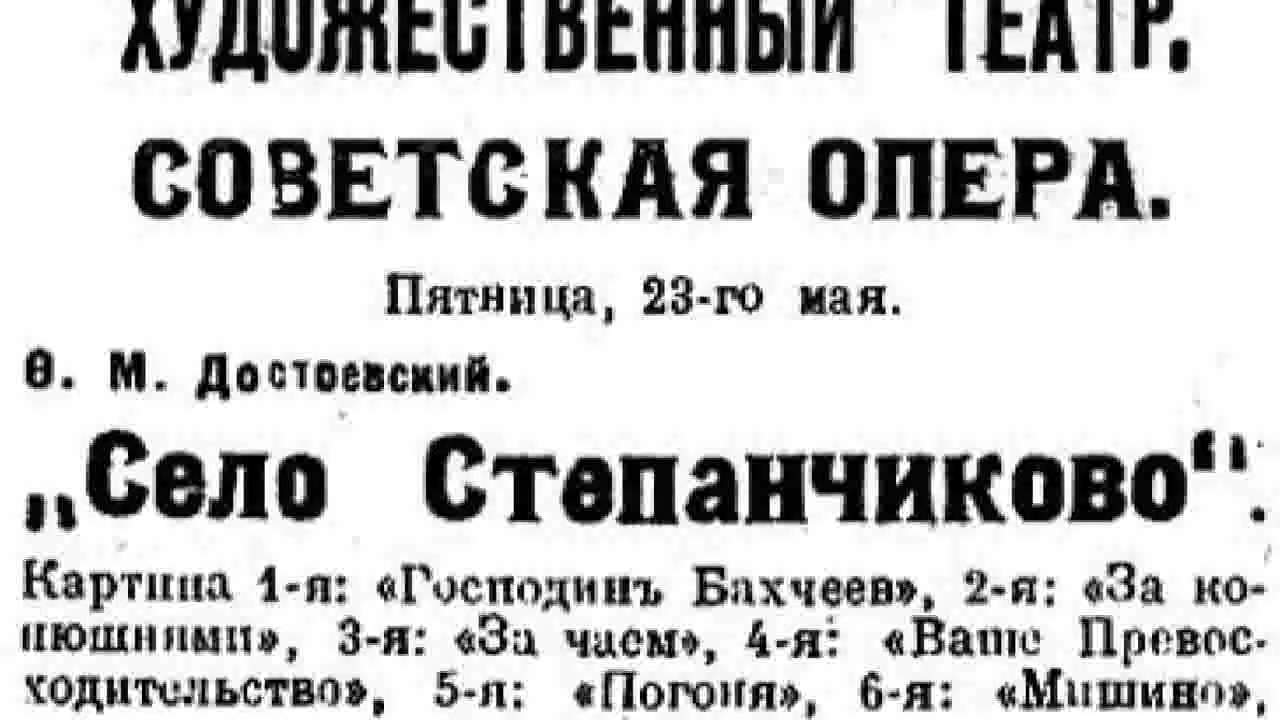 ХУДОЖЕСТВЕННЫЙ ТЕАТР.
СОВЕТСКАЯ ОПЕРА.
Пятница, 23-го мая.
Ѳ. М. Достоевский.
„Село Степанчиково“.
Картина 1-я: «Господинъ Бахчеев», 2-я: «За ко-
нюшнями», 3-я: «За чаем», 4-я: «Ваше Превос-
ходительство», 5-я: «Погоня», 6-я: «Мишино»,